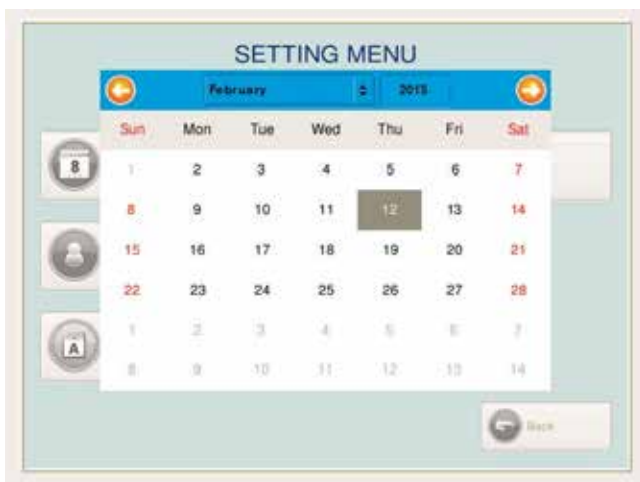 SETTING MENU
February 2015
Sun Mon Tue Wed Thu Fri Sat
8 1 2 3 4 5 6 7
8 9 10 11 12 13 14
15 16 17 18 19 20 21
22 23 24 25 26 27 28
A 1 2 3 4 5 6 7
8 9 10 11 12 13 14
Back